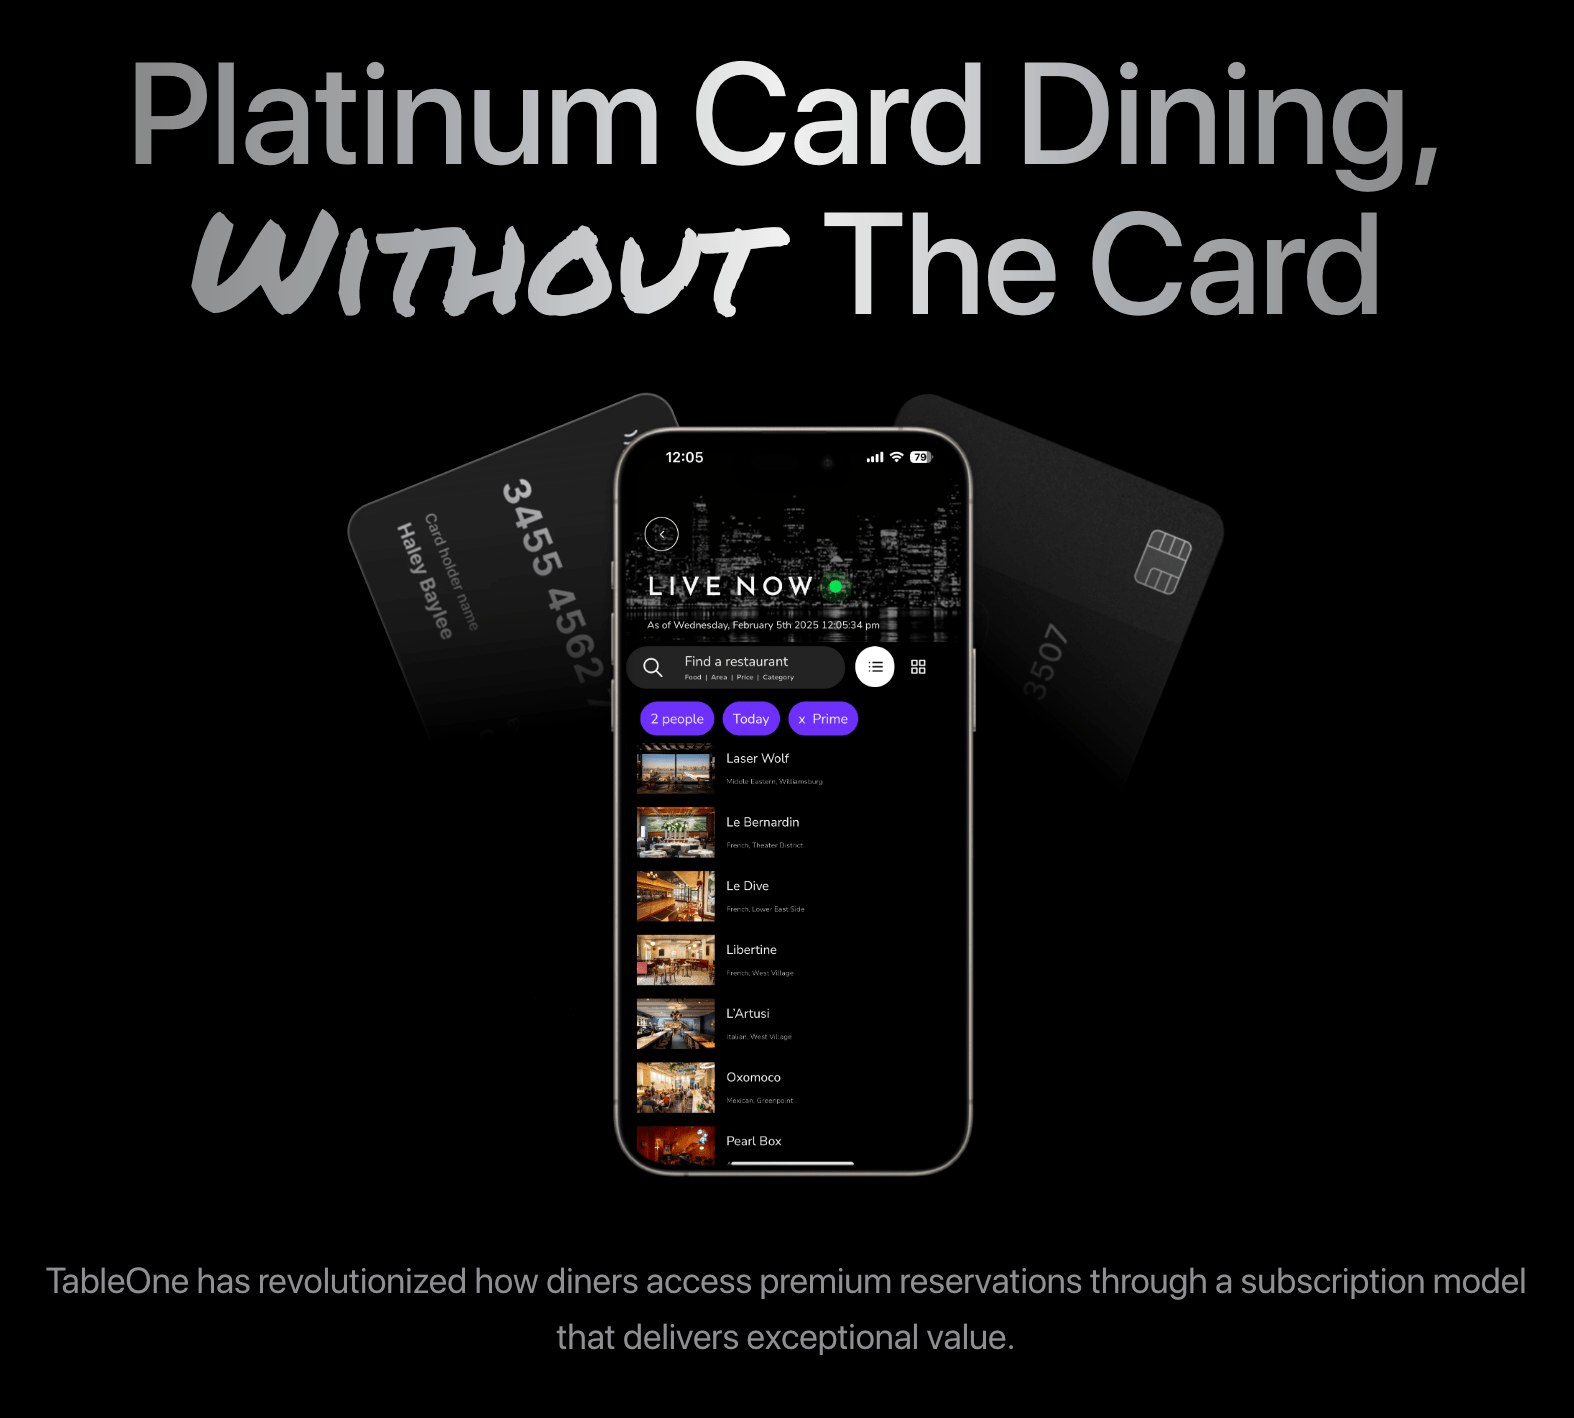 Platinum Card Dining,
WITHOUT The Card
3455 4562 7
Card holder name
Haley Baylee
3507
12:05
79
LIVE NOW
As of Wednesday, February 5th 2025 12:05:34 pm
Find a restaurant
Food | Area | Price | Category
2 people
Today
x Prime
Laser Wolf
Middle Eastern, Williamsburg
Le Bernardin
French, Theater District
Le Dive
French, Lower East Side
Libertine
French, West Village
L'Artusi
Italian, West Village
Oxomoco
Mexican, Greenpoint
Pearl Box
TableOne has revolutionized how diners access premium reservations through a subscription model
that delivers exceptional value.